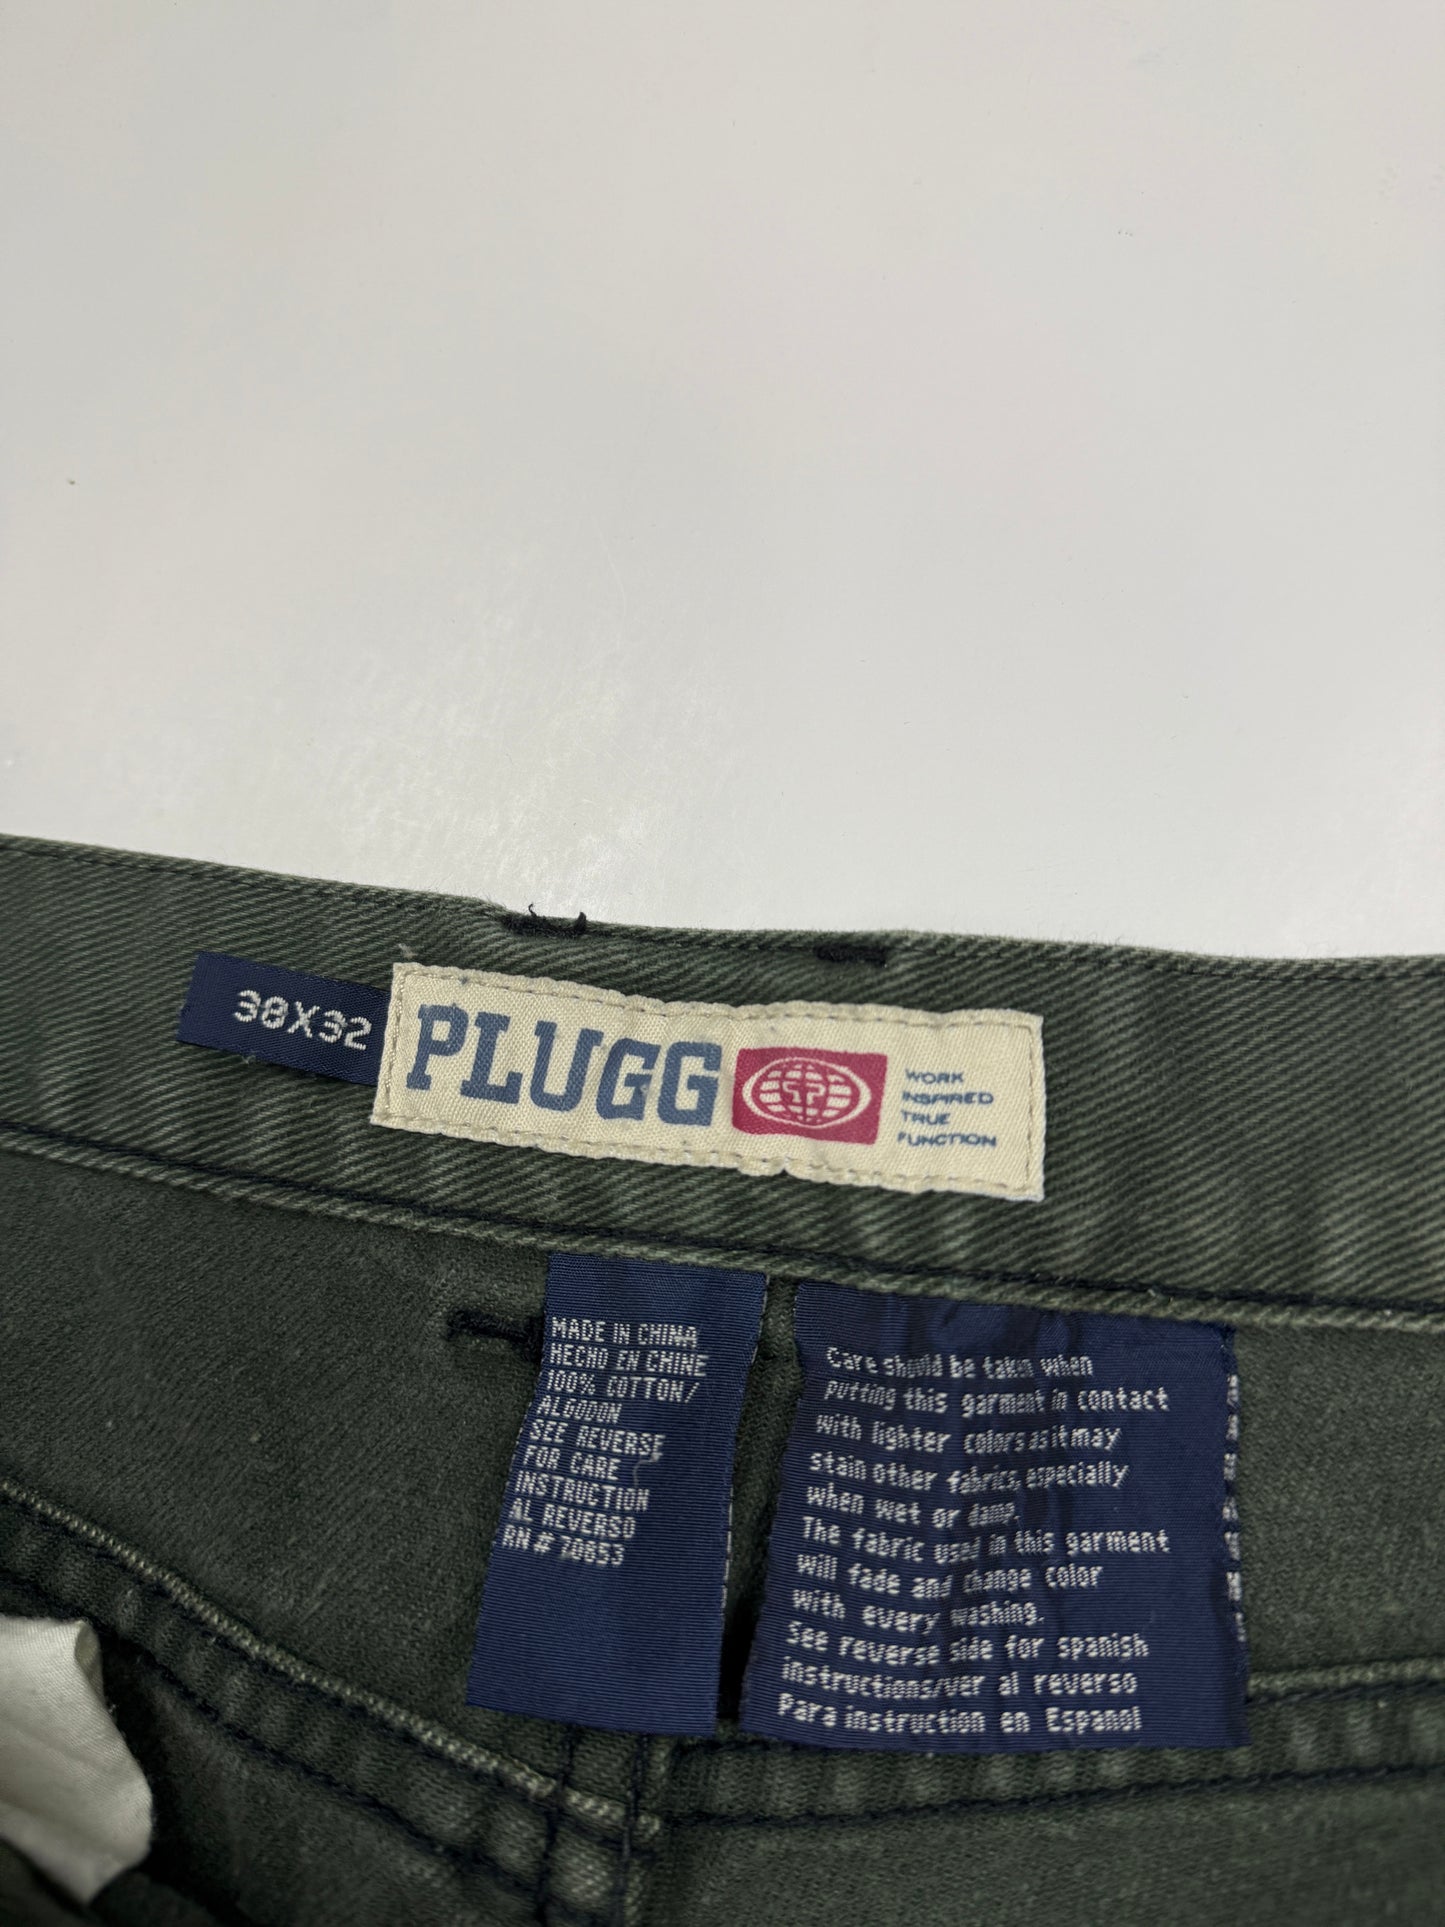 38X32
PLUGG
WORK
INSPIRED
TRUE
FUNCTION
MADE IN CHINA
HECHO EN CHINE
100% COTTON/
ALGODON
SEE REVERSE
FOR CARE
INSTRUCTION
AL REVERSO
RN # 70653
Care should be taken when
putting this garment in contact
with lighter colors as it may
stain other fabrics, especially
when wet or damp.
The fabric used in this garment
will fade and change color
with every washing.
See reverse side for spanish
instructions/ver al reverso
Para instruction en Espanol